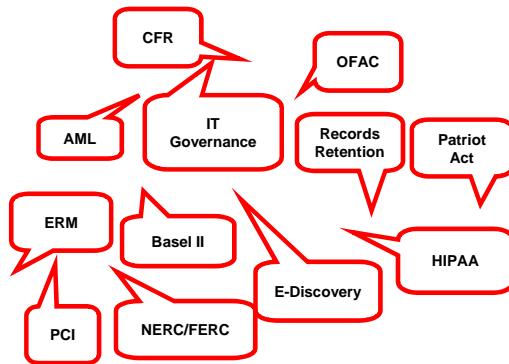 CFR
OFAC
AML
IT
Governance
Records
Retention
Patriot
Act
ERM
Basel II
HIPAA
E-Discovery
PCI
NERC/FERC